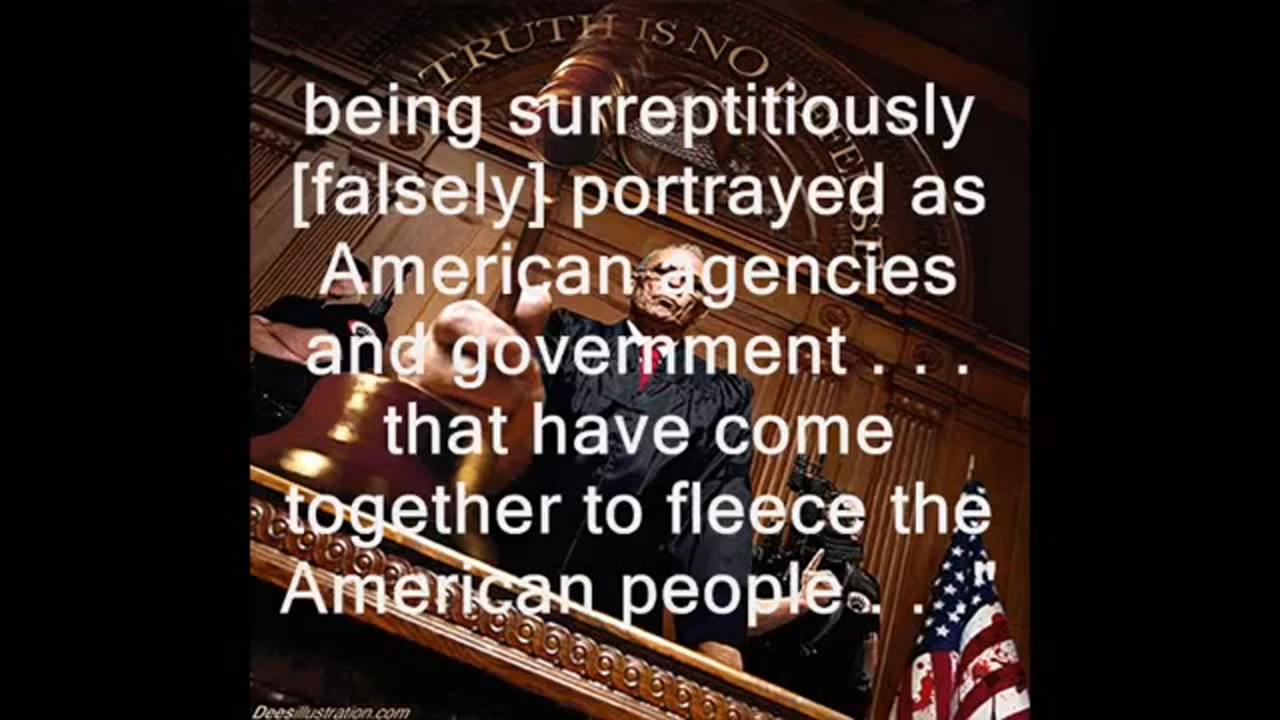 TRUTH IS NO DEFENSE
being surreptitiously
[falsely] portrayed as
American agencies
and government . . .
that have come
together to fleece the
American people . . ."
Deesillustration.com